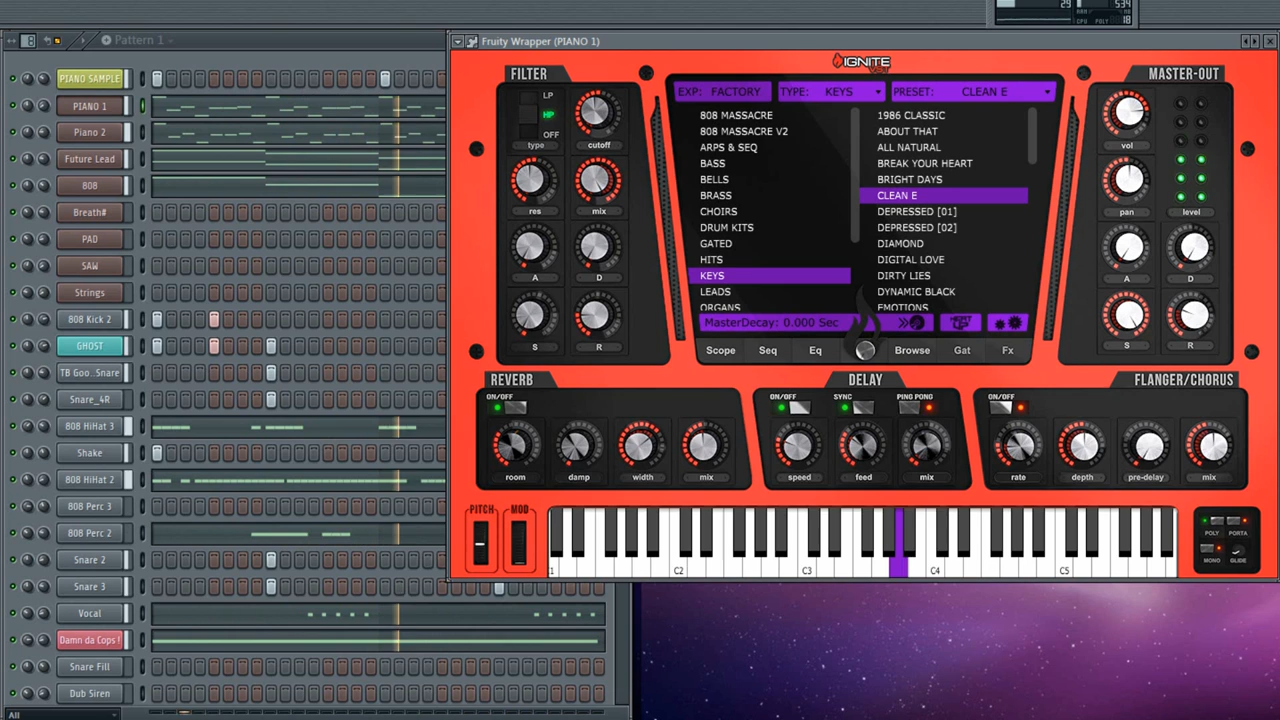 29
534
18
Pattern 1
Fruity Wrapper (PIANO 1)
PIANO SAMPLE
PIANO 1
Piano 2
Future Lead
808
Breath#
PAD
SAW
Strings
808 Kick 2
GHOST
TB Goo..Snare
Snare_4R
808 HiHat 3
Shake
808 HiHat 2
808 Perc 3
808 Perc 2
Snare 2
Snare 3
Vocal
Damn da Cops !
Snare Fill
Dub Siren
All
IGNITE
VST
FILTER
LP
HP
OFF
type
cutoff
res
mix
A
D
S
R
EXP: FACTORY
TYPE: KEYS
PRESET: CLEAN E
808 MASSACRE
808 MASSACRE V2
ARPS & SEQ
BASS
BELLS
BRASS
CHOIRS
DRUM KITS
GATED
HITS
KEYS
LEADS
ORGANS
1986 CLASSIC
ABOUT THAT
ALL NATURAL
BREAK YOUR HEART
BRIGHT DAYS
CLEAN E
DEPRESSED [01]
DEPRESSED [02]
DIAMOND
DIGITAL LOVE
DIRTY LIES
DYNAMIC BLACK
EMOTIONS
MasterDecay: 0.000 Sec
HEAT UP
Scope
Seq
Eq
Browse
Gat
Fx
MASTER-OUT
vol
pan
level
A
D
S
R
REVERB
ON/OFF
room
damp
width
mix
DELAY
ON/OFF
SYNC
PING PONG
speed
feed
mix
FLANGER/CHORUS
ON/OFF
rate
depth
pre-delay
mix
PITCH
MOD
C2
C3
C4
C5
POLY
PORTA
MONO
GLIDE